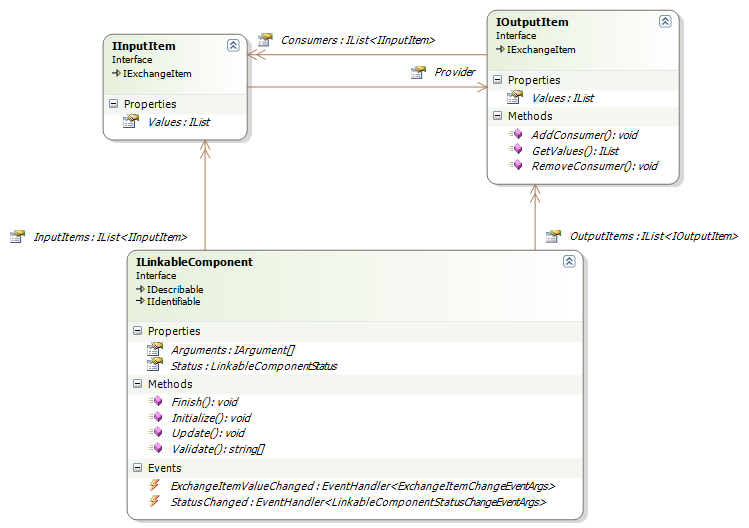 IInputItem
Interface
IExchangeItem
Properties
Values : IList
Consumers : IList<IInputItem>
Provider
IOutputItem
Interface
IExchangeItem
Properties
Values : IList
Methods
AddConsumer() : void
GetValues() : IList
RemoveConsumer() : void
InputItems : IList<IInputItem>
OutputItems : IList<IOutputItem>
ILinkableComponent
Interface
IDescribable
IIdentifiable
Properties
Arguments : IArgument[]
Status : LinkableComponentStatus
Methods
Finish() : void
Initialize() : void
Update() : void
Validate() : string[]
Events
ExchangeItemValueChanged : EventHandler<ExchangeItemChangeEventArgs>
StatusChanged : EventHandler<LinkableComponentStatusChangeEventArgs>